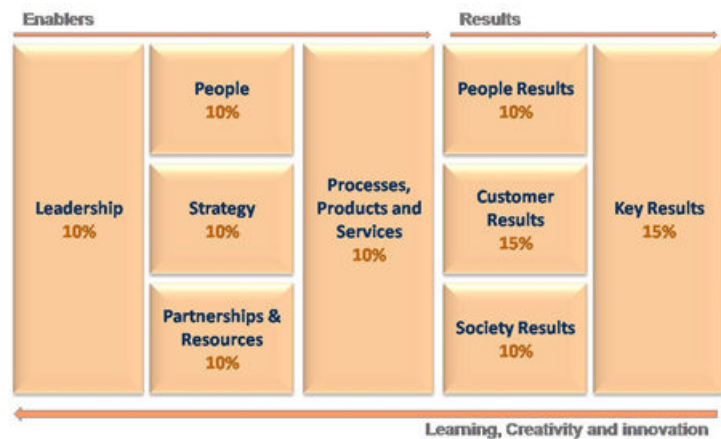 Enablers
Results
Leadership
10%
People
10%
Strategy
10%
Partnerships &
Resources
10%
Processes,
Products and
Services
10%
People Results
10%
Customer
Results
15%
Society Results
10%
Key Results
15%
Learning, Creativity and innovation